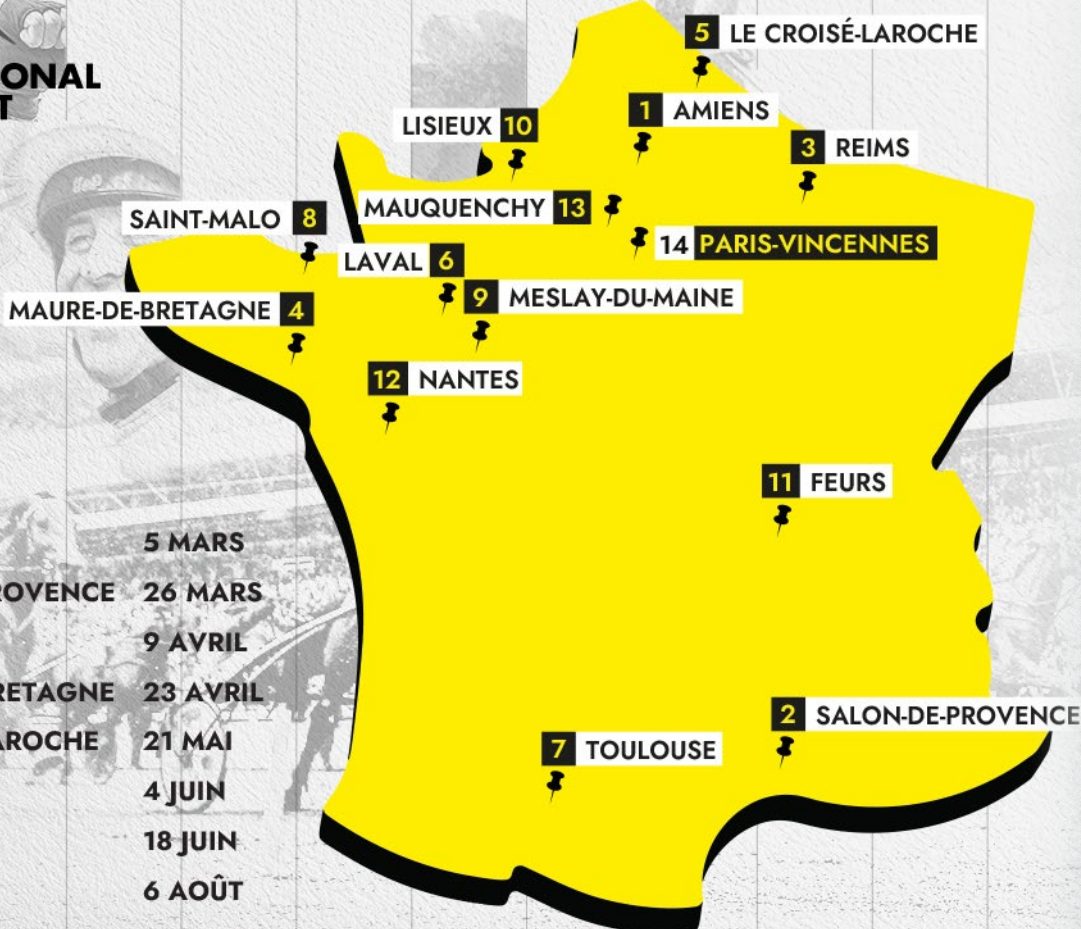 ONAL
T
5 LE CROISÉ-LAROCHE
1 AMIENS
LISIEUX 10
3 REIMS
MAUQUENCHY 13
SAINT-MALO 8
14 PARIS-VINCENNES
LAVAL 6
9 MESLAY-DU-MAINE
MAURE-DE-BRETAGNE 4
12 NANTES
11 FEURS
2 SALON-DE-PROVENCE
7 TOULOUSE
5 MARS
ROVENCE 26 MARS
9 AVRIL
RETAGNE 23 AVRIL
AROCHE 21 MAI
4 JUIN
18 JUIN
6 AOÛT